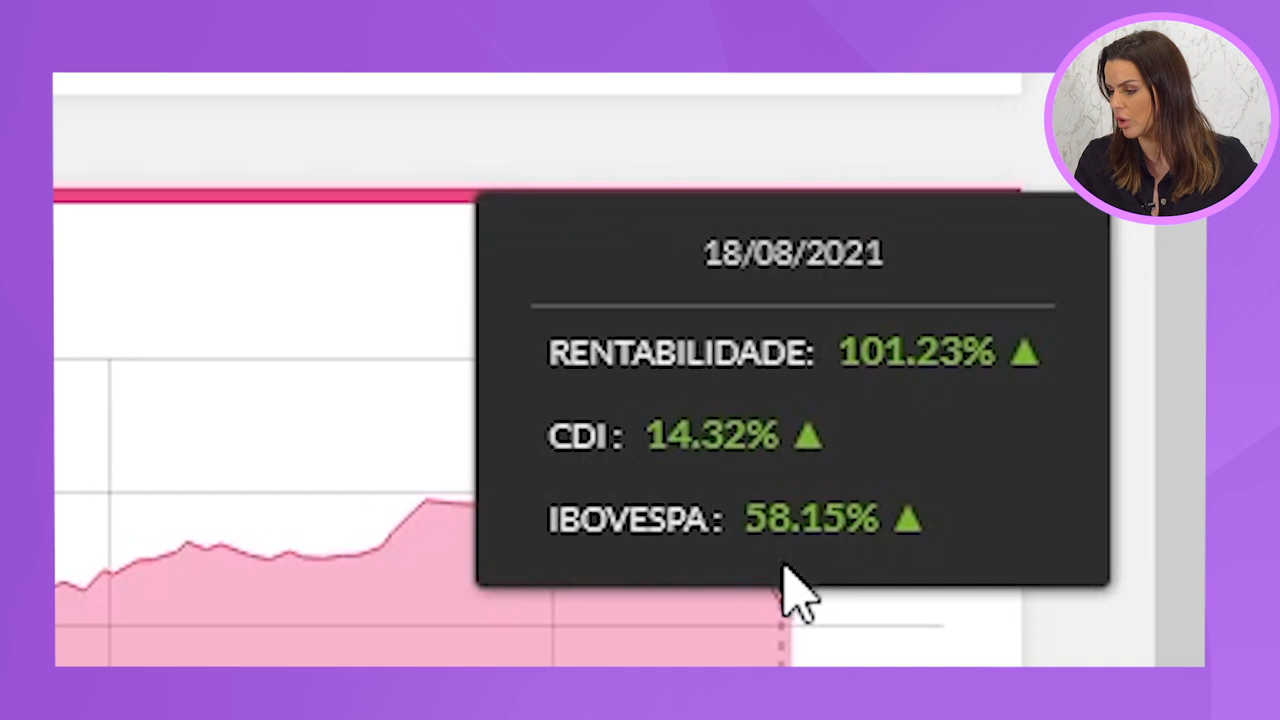 18/08/2021
RENTABILIDADE: 101.23% ▲
CDI : 14.32% ▲
IBOVESPA : 58.15% ▲